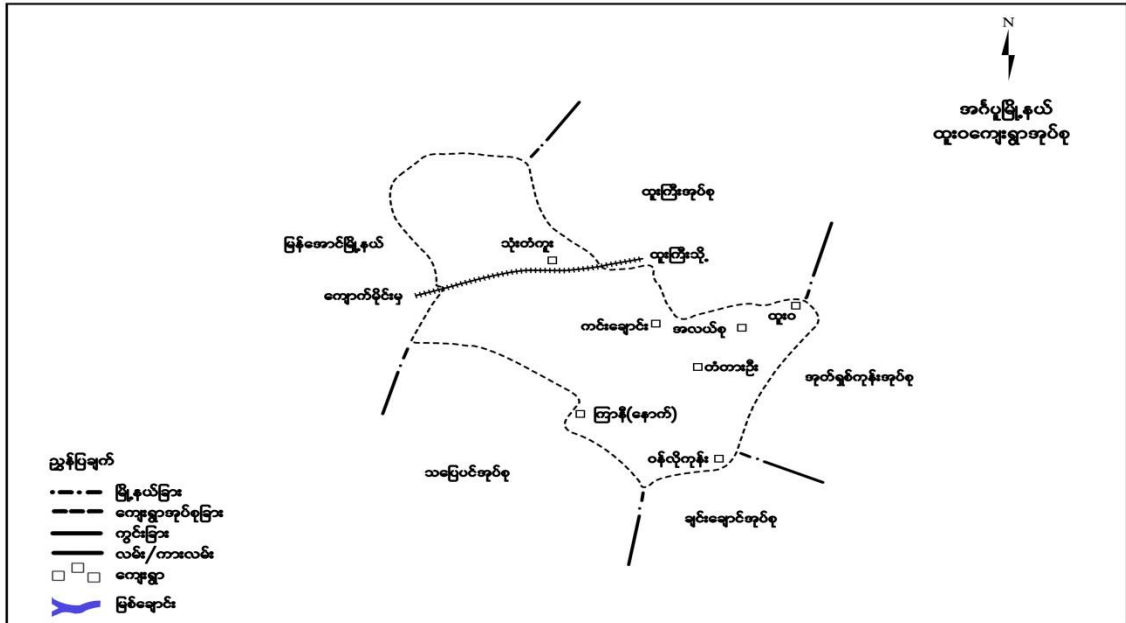 N
အင်္ဂပူမြို့နယ်
ထူးဝကျေးရွာအုပ်စု
ထူးကြီးအုပ်စု
မြန်အောင်မြို့နယ်
သုံးတံကူး
ထူးကြီးသို့
ကျောက်မိုင်းမှ
ကင်းချောင်း
အလယ်စု
ထူးဝ
တံတားဦး
အုတ်ရှစ်ကုန်းအုပ်စု
ကြာနီ(နောက်)
ဝန်လိုကုန်း
သပြေပင်အုပ်စု
ချင်းချောင်အုပ်စု
ညွှန်ပြချက်
မြို့နယ်ခြား
ကျေးရွာအုပ်စုခြား
ကွင်းခြား
လမ်း/ကားလမ်း
ကျေးရွာ
မြစ်ချောင်း